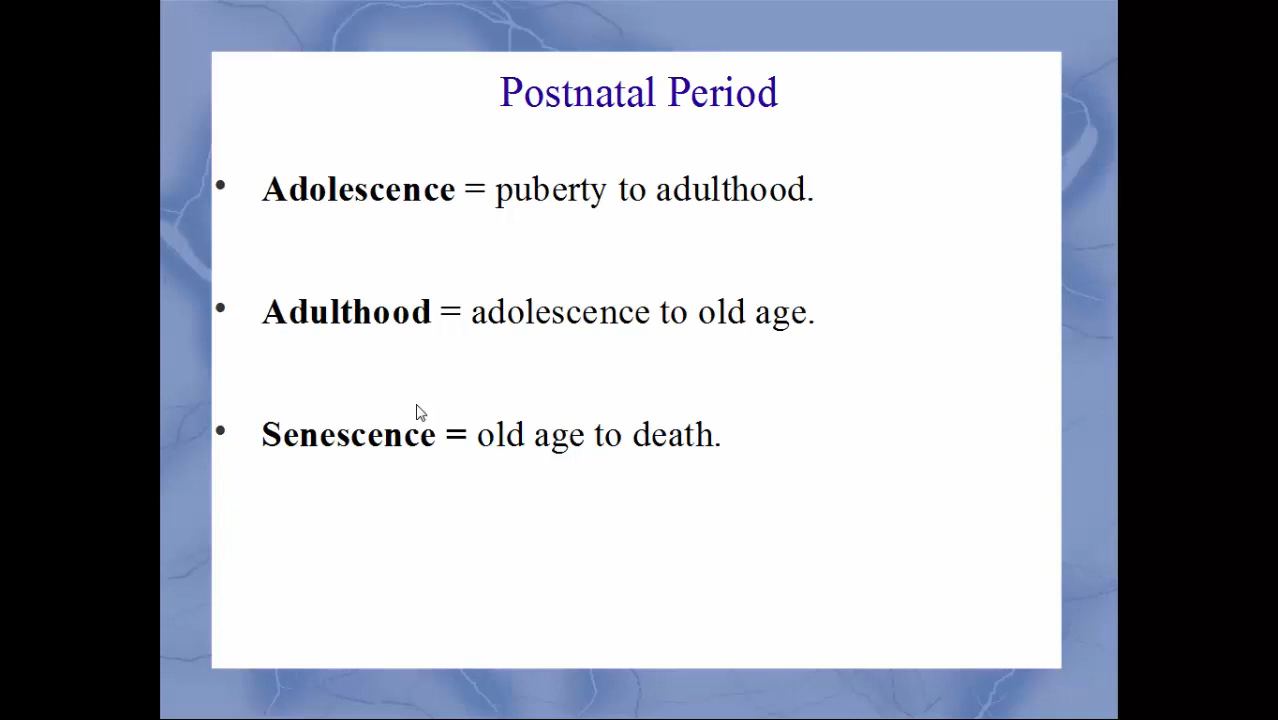 Postnatal Period
• Adolescence = puberty to adulthood.
• Adulthood = adolescence to old age.
• Senescence = old age to death.